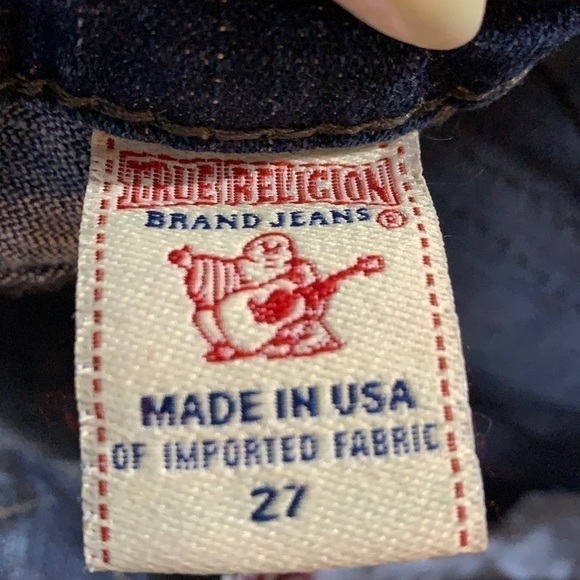 TRUE RELIGION
BRAND JEANS®
MADE IN USA
OF IMPORTED FABRIC
27